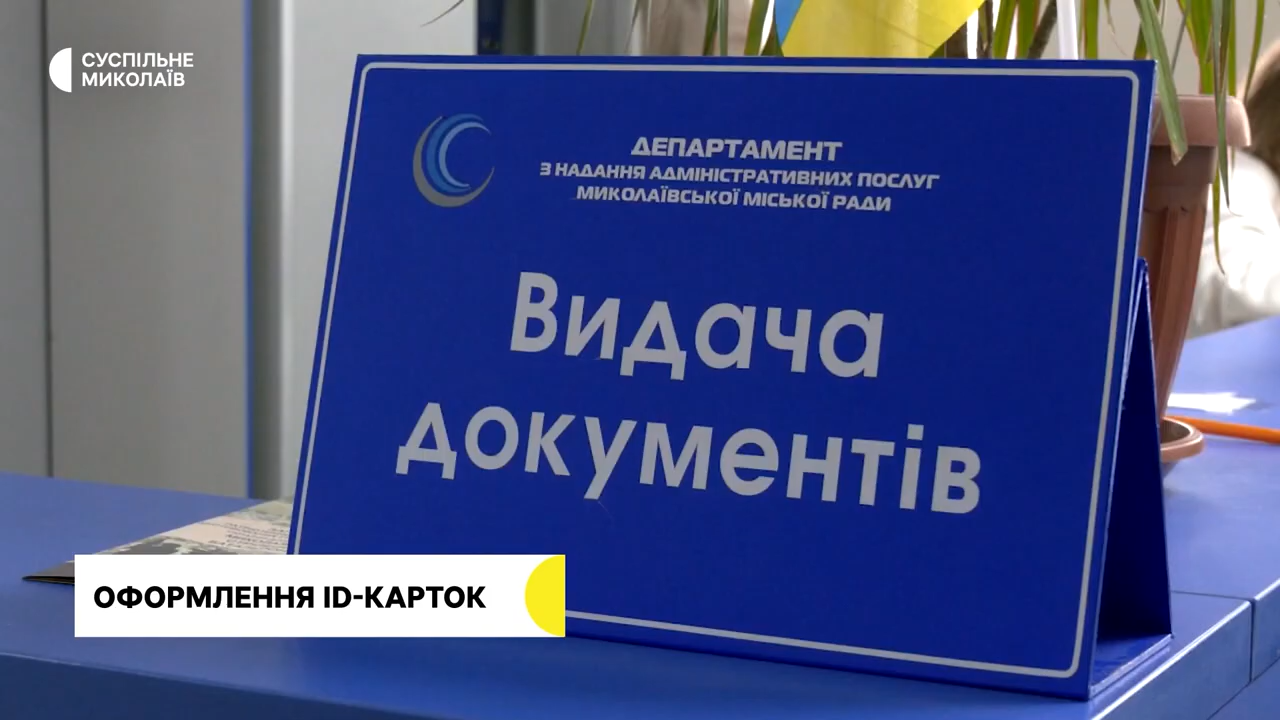 СУСПІЛЬНЕ
МИКОЛАЇВ
ДЕПАРТАМЕНТ
З НАДАННЯ АДМІНІСТРАТИВНИХ ПОСЛУГ
МИКОЛАЇВСЬКОЇ МІСЬКОЇ РАДИ
Видача
документів
ОФОРМЛЕННЯ ID-КАРТОК